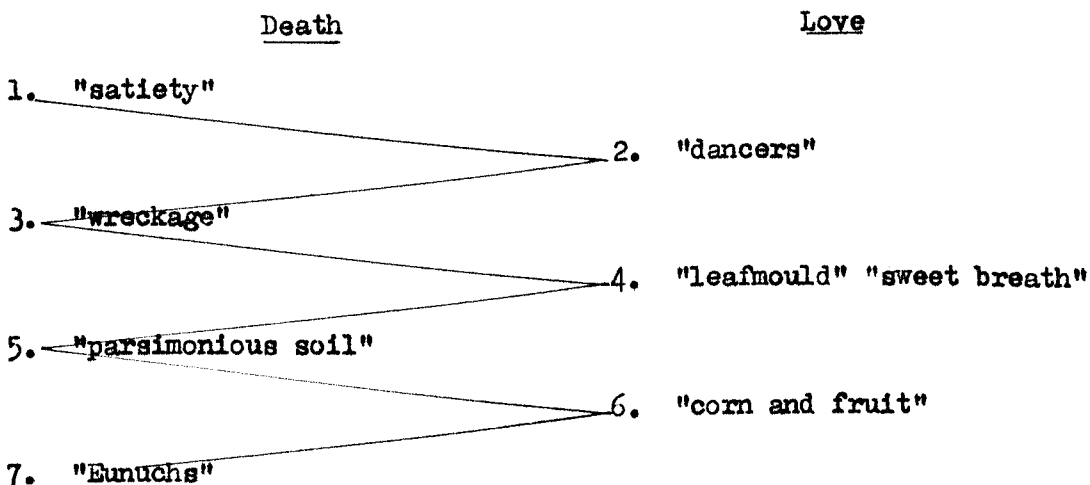 Death Love
1. "satiety"
2. "dancers"
3. "wreckage"
4. "leafmould" "sweet breath"
5. "parsimonious soil"
6. "corn and fruit"
7. "Eunuchs"